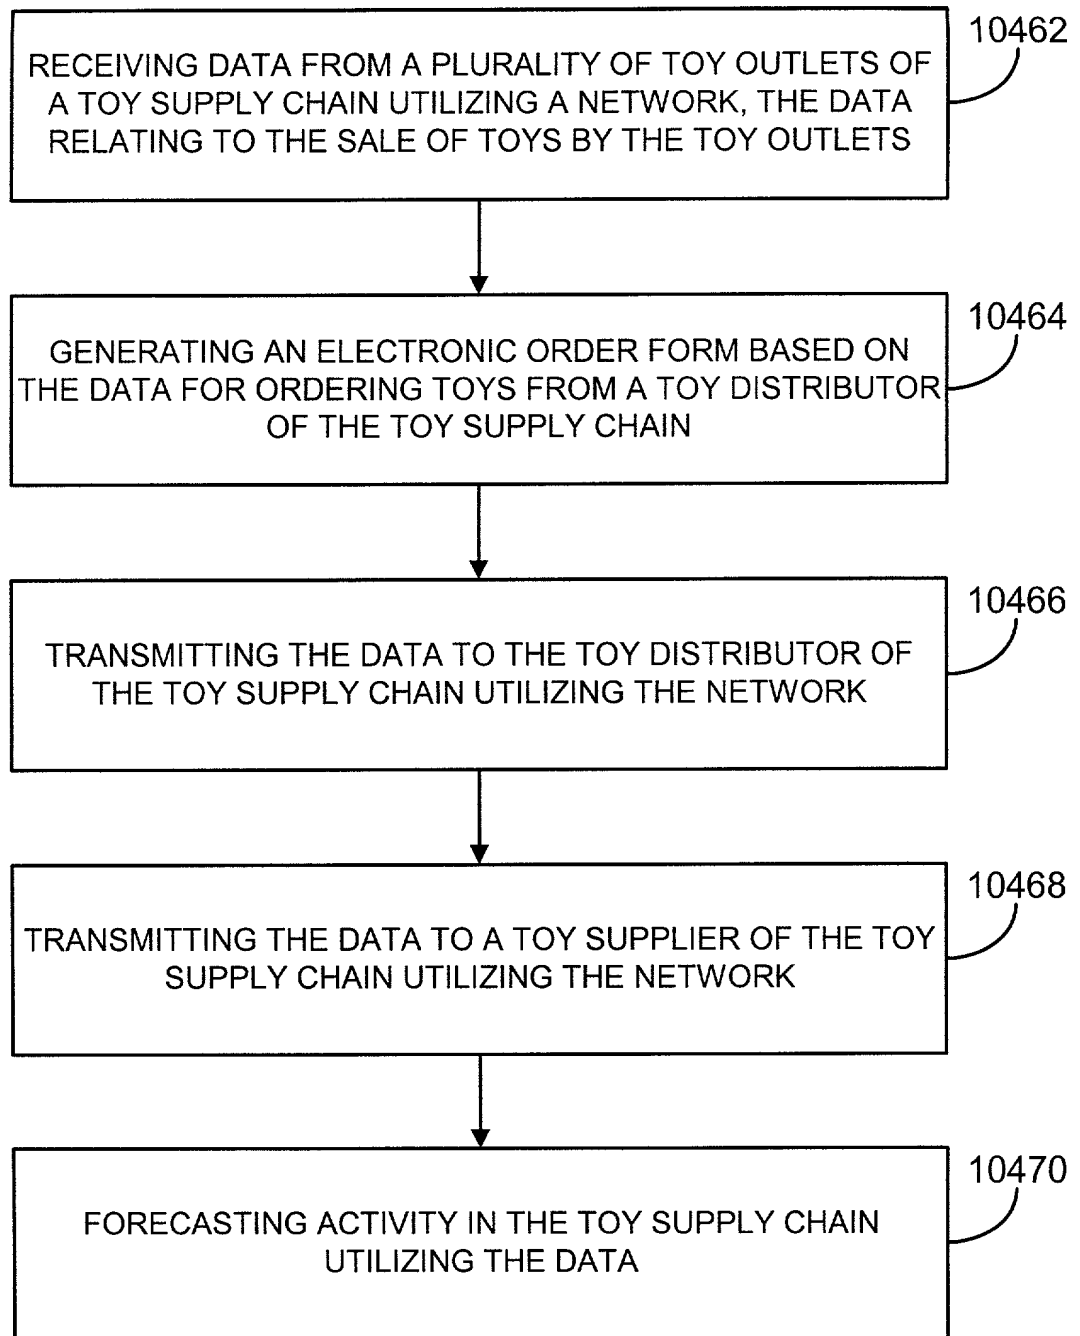 10462
RECEIVING DATA FROM A PLURALITY OF TOY OUTLETS OF
A TOY SUPPLY CHAIN UTILIZING A NETWORK, THE DATA
RELATING TO THE SALE OF TOYS BY THE TOY OUTLETS
10464
GENERATING AN ELECTRONIC ORDER FORM BASED ON
THE DATA FOR ORDERING TOYS FROM A TOY DISTRIBUTOR
OF THE TOY SUPPLY CHAIN
10466
TRANSMITTING THE DATA TO THE TOY DISTRIBUTOR OF
THE TOY SUPPLY CHAIN UTILIZING THE NETWORK
10468
TRANSMITTING THE DATA TO A TOY SUPPLIER OF THE TOY
SUPPLY CHAIN UTILIZING THE NETWORK
10470
FORECASTING ACTIVITY IN THE TOY SUPPLY CHAIN
UTILIZING THE DATA